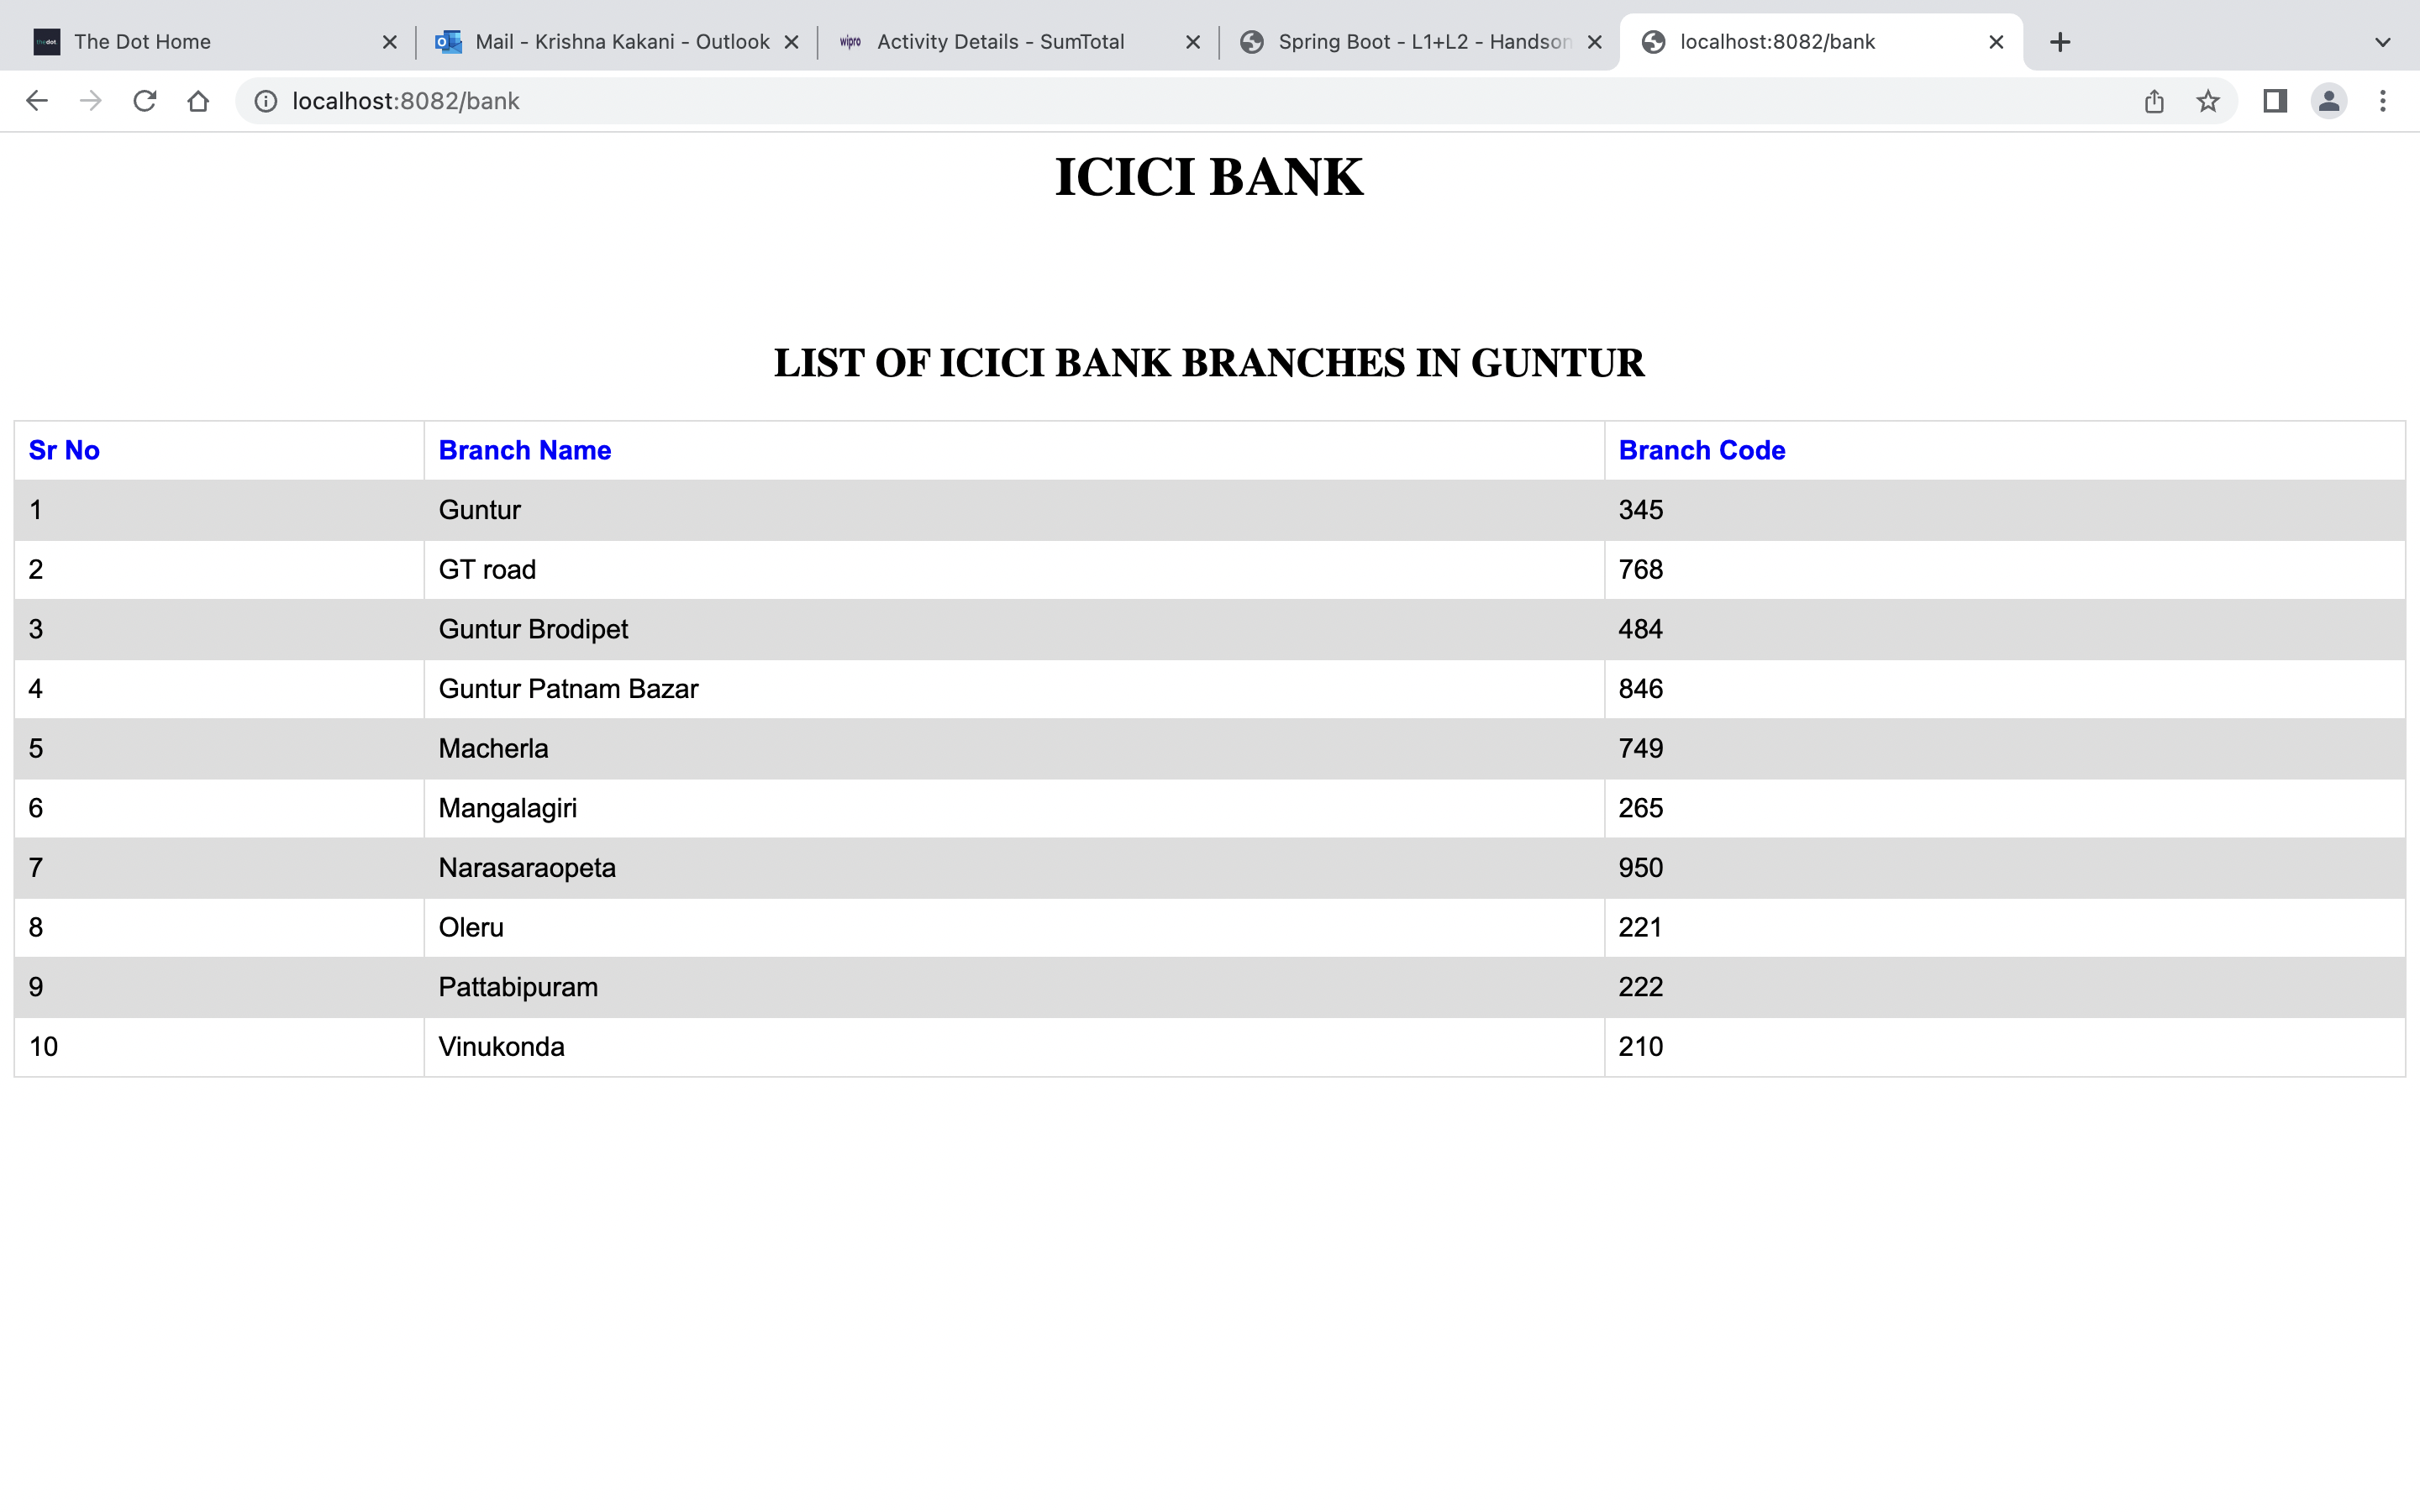 The Dot Home
Mail - Krishna Kakani - Outlook
wipro Activity Details - SumTotal
Spring Boot - L1+L2 - Handson
localhost:8082/bank
localhost:8082/bank
ICICI BANK
LIST OF ICICI BANK BRANCHES IN GUNTUR
Sr No Branch Name Branch Code
1 Guntur 345
2 GT road 768
3 Guntur Brodipet 484
4 Guntur Patnam Bazar 846
5 Macherla 749
6 Mangalagiri 265
7 Narasaraopeta 950
8 Oleru 221
9 Pattabipuram 222
10 Vinukonda 210